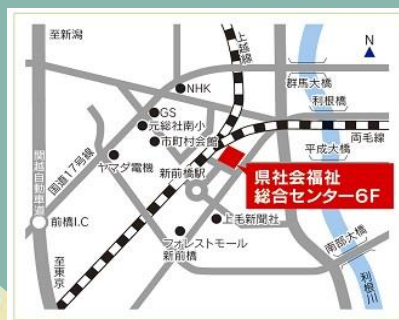 至新潟
上越線
N
NHK
群馬大橋
利根橋
GS
元総社南小
市町村会館
両毛線
平成大橋
ヤマダ電機
新前橋駅
国道17号線
関越自動車道
県社会福祉
総合センター6F
前橋I.C
上毛新聞社
フォレストモール
新前橋
南部大橋
至東京
利根川